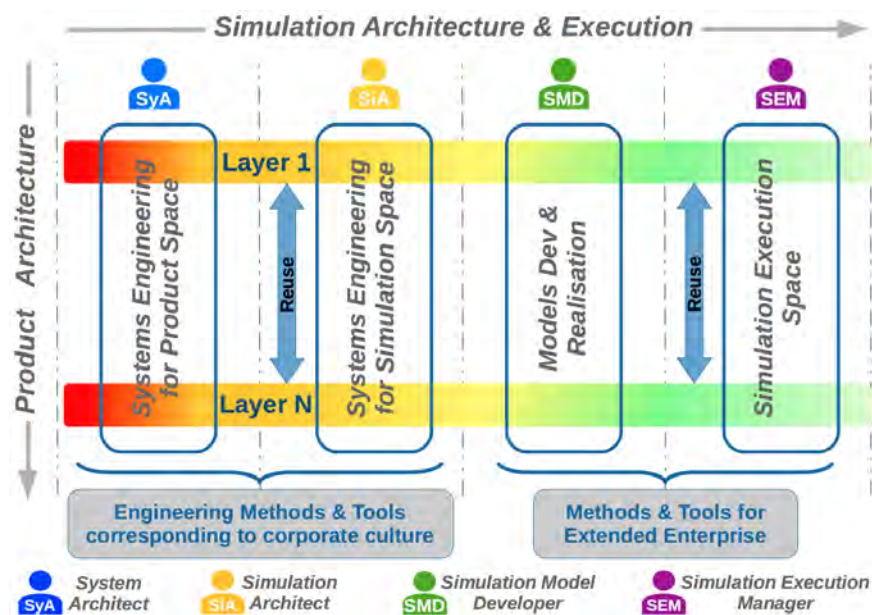 Simulation Architecture & Execution
Product Architecture
SyA
SiA
SMD
SEM
Layer 1
Systems Engineering
for Product Space
Reuse
Systems Engineering
for Simulation Space
Models Dev &
Realisation
Reuse
Simulation Execution
Space
Layer N
Engineering Methods & Tools
corresponding to corporate culture
Methods & Tools for
Extended Enterprise
SyA
System
Architect
SiA
Simulation
Architect
SMD
Simulation Model
Developer
SEM
Simulation Execution
Manager